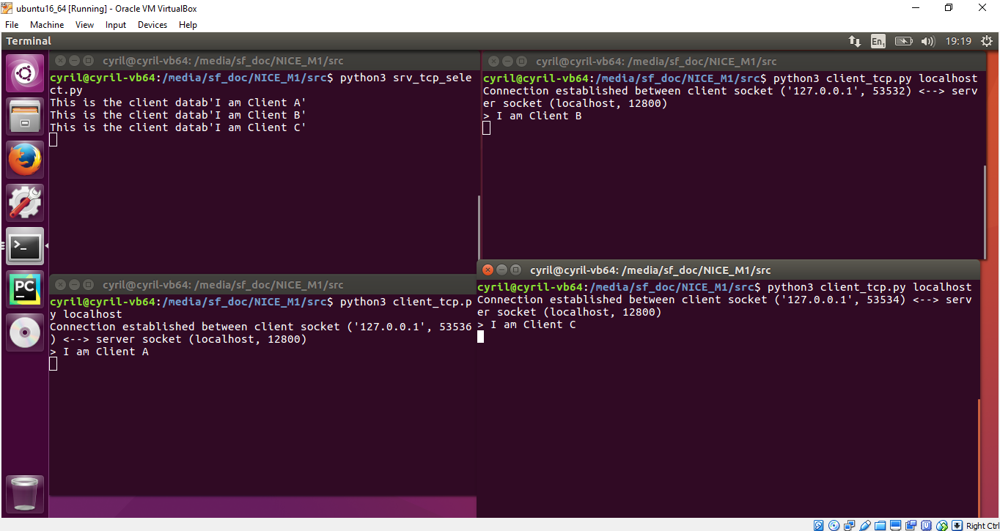 ubuntu16_64 [Running] - Oracle VM VirtualBox
File Machine View Input Devices Help
Terminal
En1
19:19
cyril@cyril-vb64: /media/sf_doc/NICE_M1/src
cyril@cyril-vb64:/media/sf_doc/NICE_M1/src$ python3 srv_tcp_sele
ct.py
This is the client datab'I am Client A'
This is the client datab'I am Client B'
This is the client datab'I am Client C'
cyril@cyril-vb64: /media/sf_doc/NICE_M1/src
cyril@cyril-vb64:/media/sf_doc/NICE_M1/src$ python3 client_tcp.py localhost
Connection established between client socket ('127.0.0.1', 53532) <--> serv
er socket (localhost, 12800)
> I am Client B
cyril@cyril-vb64: /media/sf_doc/NICE_M1/src
cyril@cyril-vb64:/media/sf_doc/NICE_M1/src$ python3 client_tcp.p
y localhost
Connection established between client socket ('127.0.0.1', 53536
) <--> server socket (localhost, 12800)
> I am Client A
cyril@cyril-vb64: /media/sf_doc/NICE_M1/src
cyril@cyril-vb64:/media/sf_doc/NICE_M1/src$ python3 client_tcp.py localhost
Connection established between client socket ('127.0.0.1', 53534) <--> serv
er socket (localhost, 12800)
> I am Client C
PC
Right Ctrl